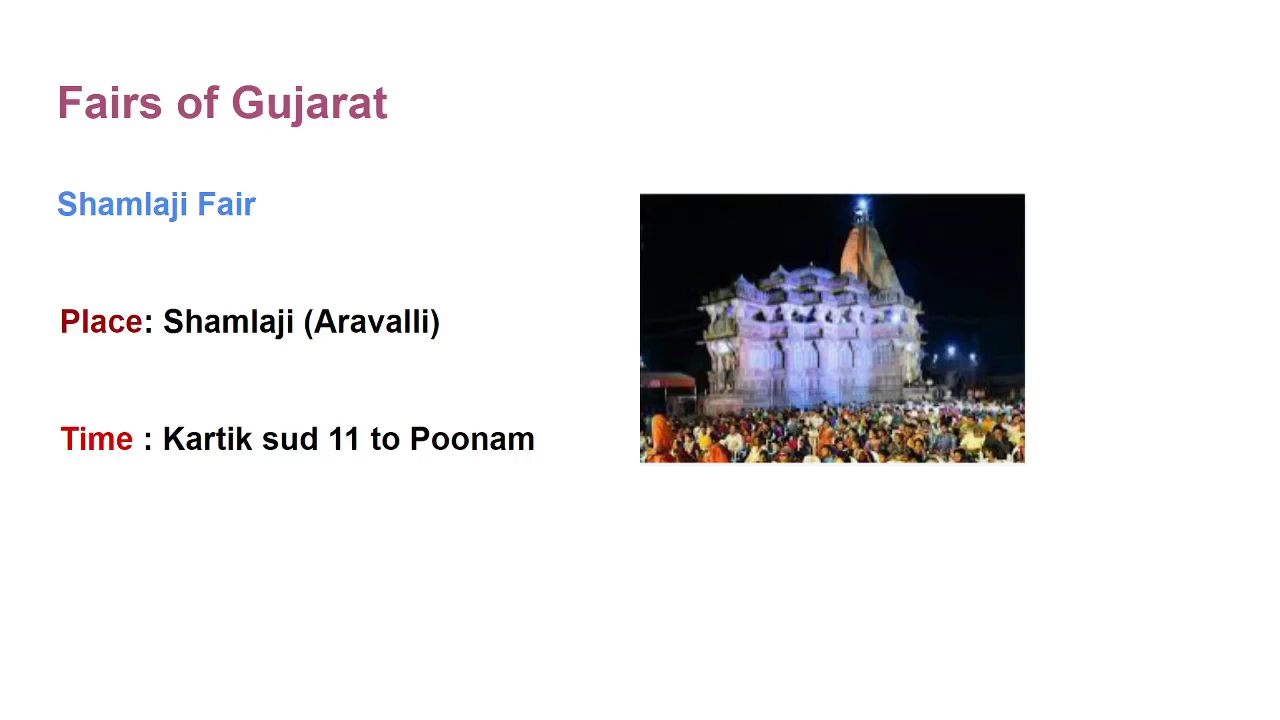 Fairs of Gujarat
Shamlaji Fair
Place: Shamlaji (Aravalli)
Time : Kartik sud 11 to Poonam